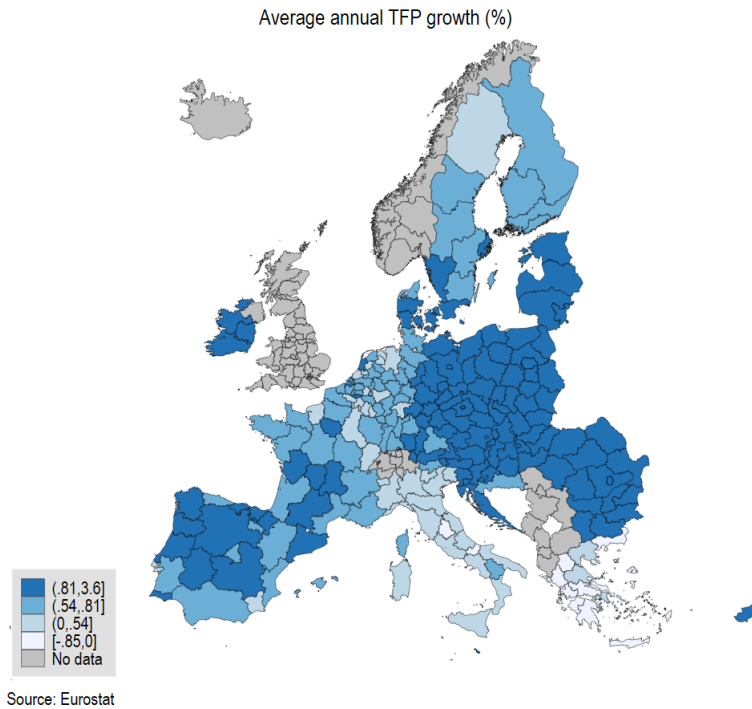 Average annual TFP growth (%)
(.81,3.6]
(.54,.81]
(0,.54]
[-.85,0]
No data
Source: Eurostat